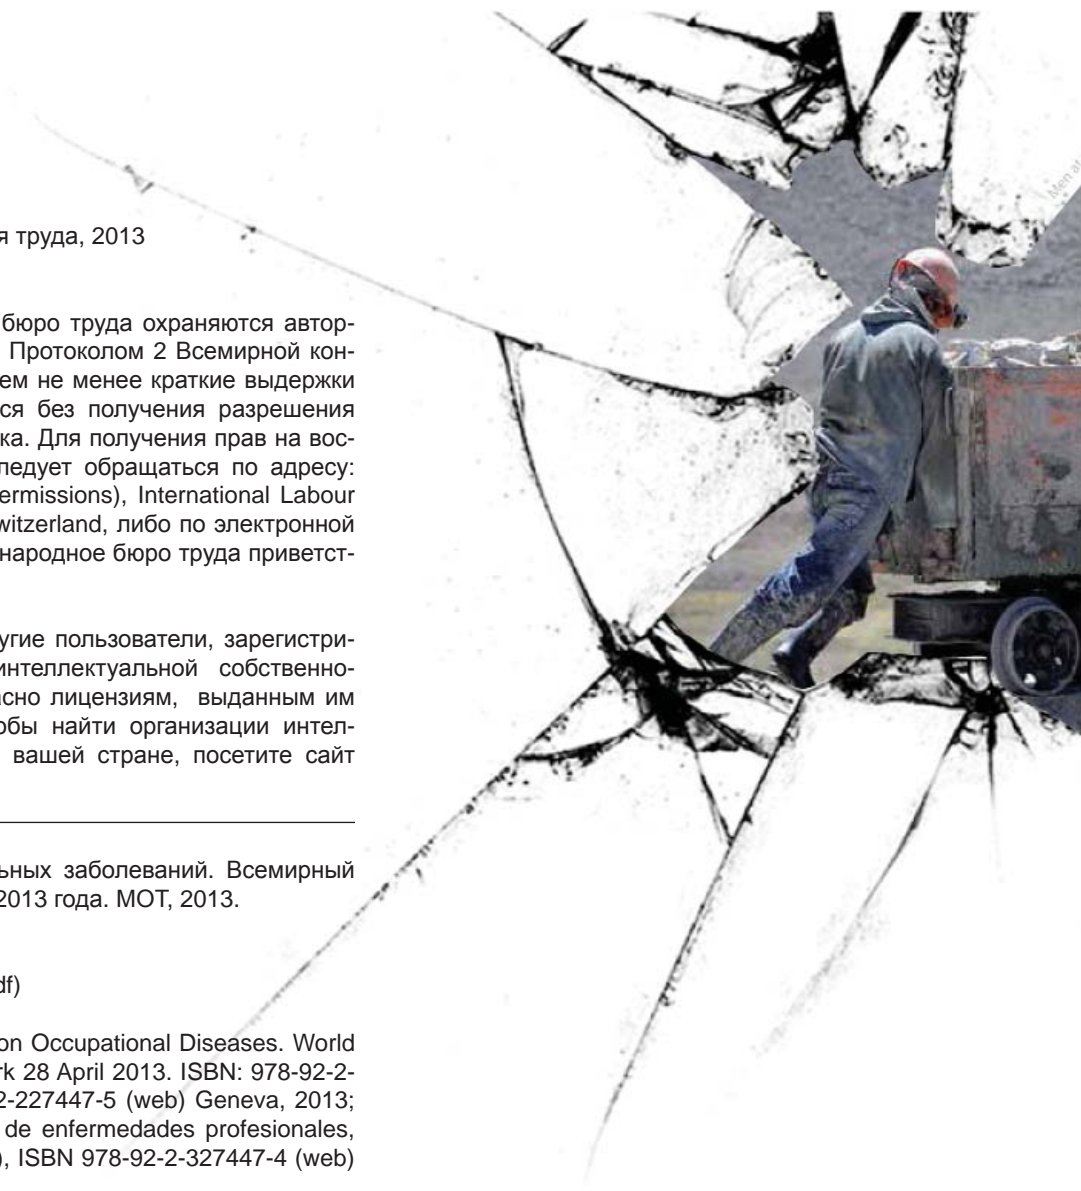 я труда, 2013
бюро труда охраняются автор-
Протоколом 2 Всемирной кон-
ем не менее краткие выдержки
ся без получения разрешения
ка. Для получения прав на вос-
ледует обращаться по адресу:
ermissions), International Labour
witzerland, либо по электронной
народное бюро труда приветст-
угие пользователи, зарегистри-
интеллектуальной собственно-
асно лицензиям, выданным им
обы найти организации интел-
вашей стране, посетите сайт
ьных заболеваний. Всемирный
2013 года. МОТ, 2013.
df)
on Occupational Diseases. World
rk 28 April 2013. ISBN: 978-92-2-
2-227447-5 (web) Geneva, 2013;
de enfermedades profesionales,
), ISBN 978-92-2-327447-4 (web)
Men at